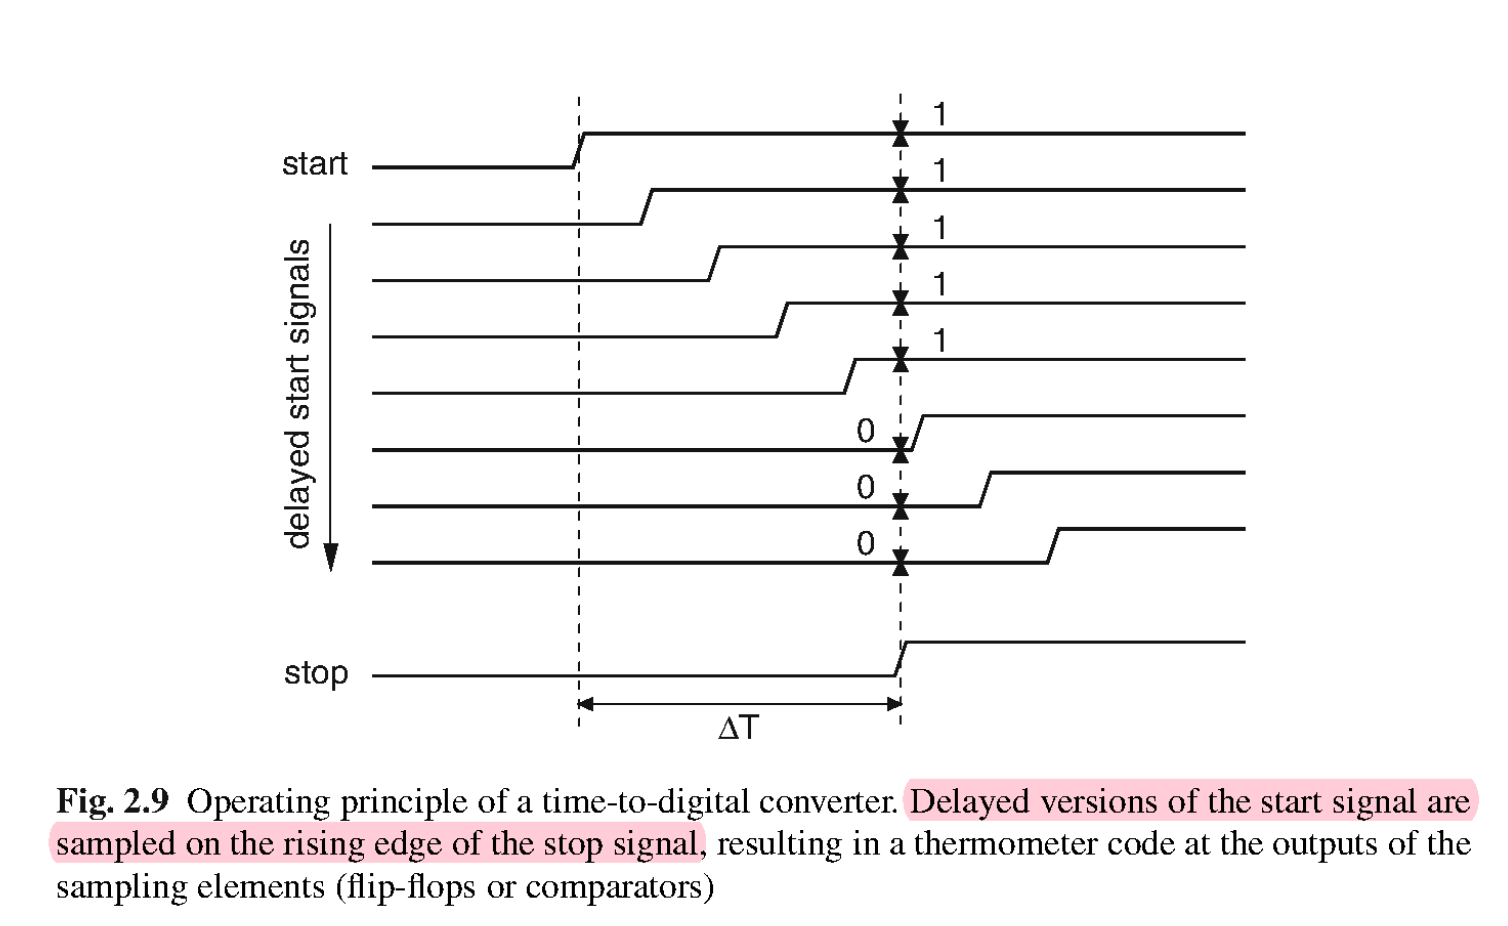 start
1
1
1
1
1
0
0
0
delayed start signals
stop
ΔT
Fig. 2.9 Operating principle of a time-to-digital converter. Delayed versions of the start signal are
sampled on the rising edge of the stop signal, resulting in a thermometer code at the outputs of the
sampling elements (flip-flops or comparators)